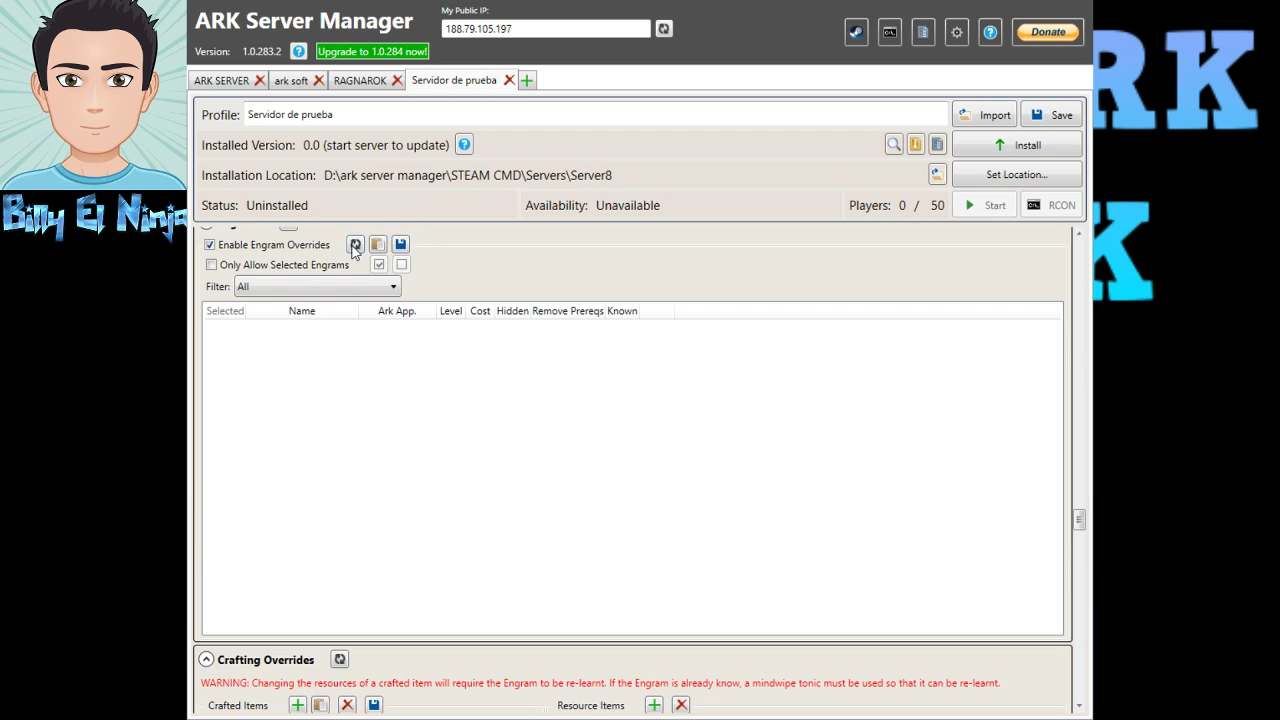 ARK Server Manager
My Public IP:
188.79.105.197
Version: 1.0.283.2 ? Upgrade to 1.0.284 now!
Donate
ARK SERVER ark soft RAGNAROK Servidor de prueba
Profile: Servidor de prueba Import Save
Installed Version: 0.0 (start server to update) ? Install
Installation Location: D:\ark server manager\STEAM CMD\Servers\Server8 Set Location...
Status: Uninstalled Availability: Unavailable Players: 0 / 50 Start RCON
Enable Engram Overrides
Only Allow Selected Engrams
Filter: All
Selected Name Ark App. Level Cost Hidden Remove Prereqs Known
Crafting Overrides
WARNING: Changing the resources of a crafted item will require the Engram to be re-learnt. If the Engram is already know, a mindwipe tonic must be used so that it can be re-learnt.
Crafted Items Resource Items
Billy El Ninja
ARK
K